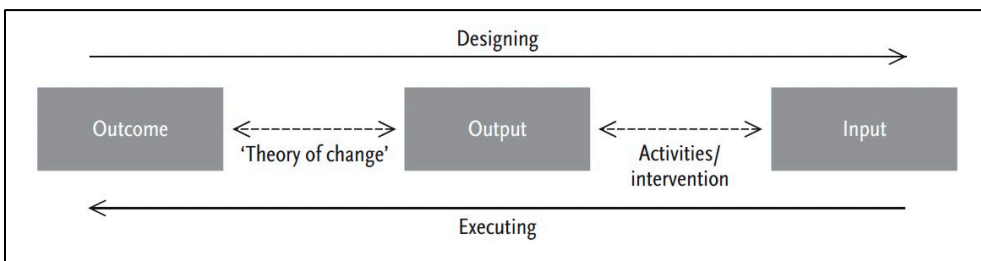 Designing
Outcome
Output
Input
'Theory of change'
Activities/
intervention
Executing